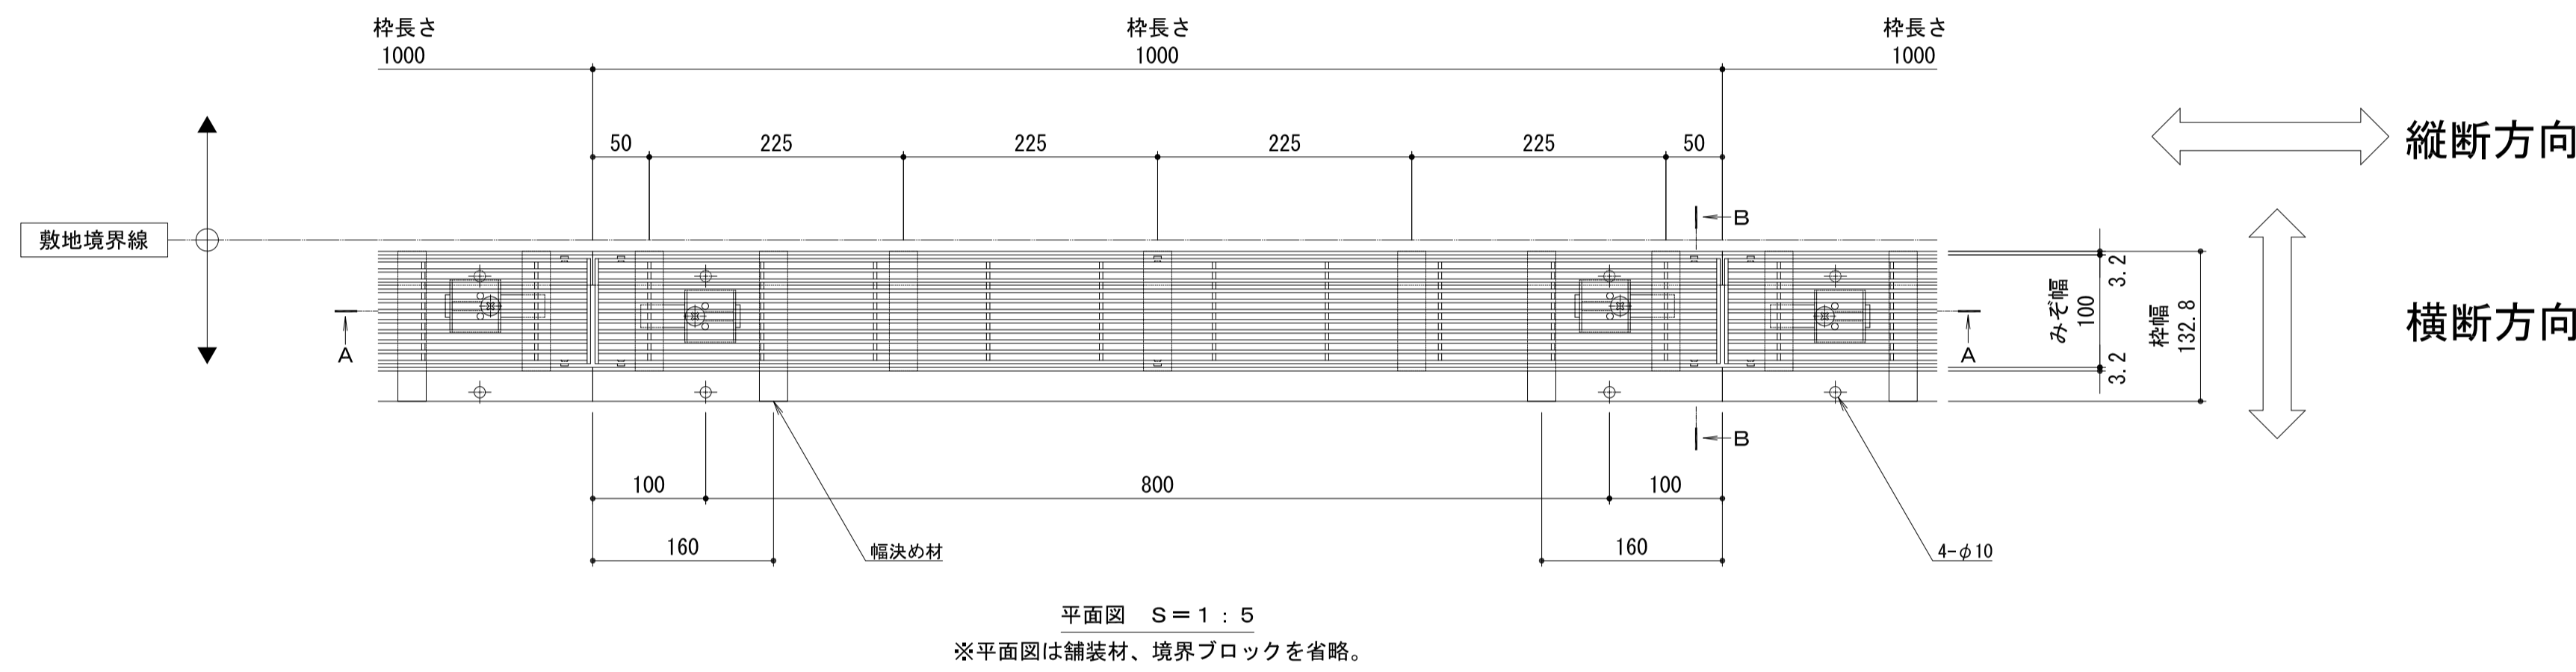 枠長さ 枠長さ 枠長さ
1000 1000 1000
縦断方向
50 225 225 225 225 50
B
敷地境界線
3.2
みぞ幅
100
枠幅
132.8
横断方向
A A
3.2
B
100 800 100
160 160
幅決め材
4-φ10
平面図 S=1:5
※平面図は舗装材、境界ブロックを省略。